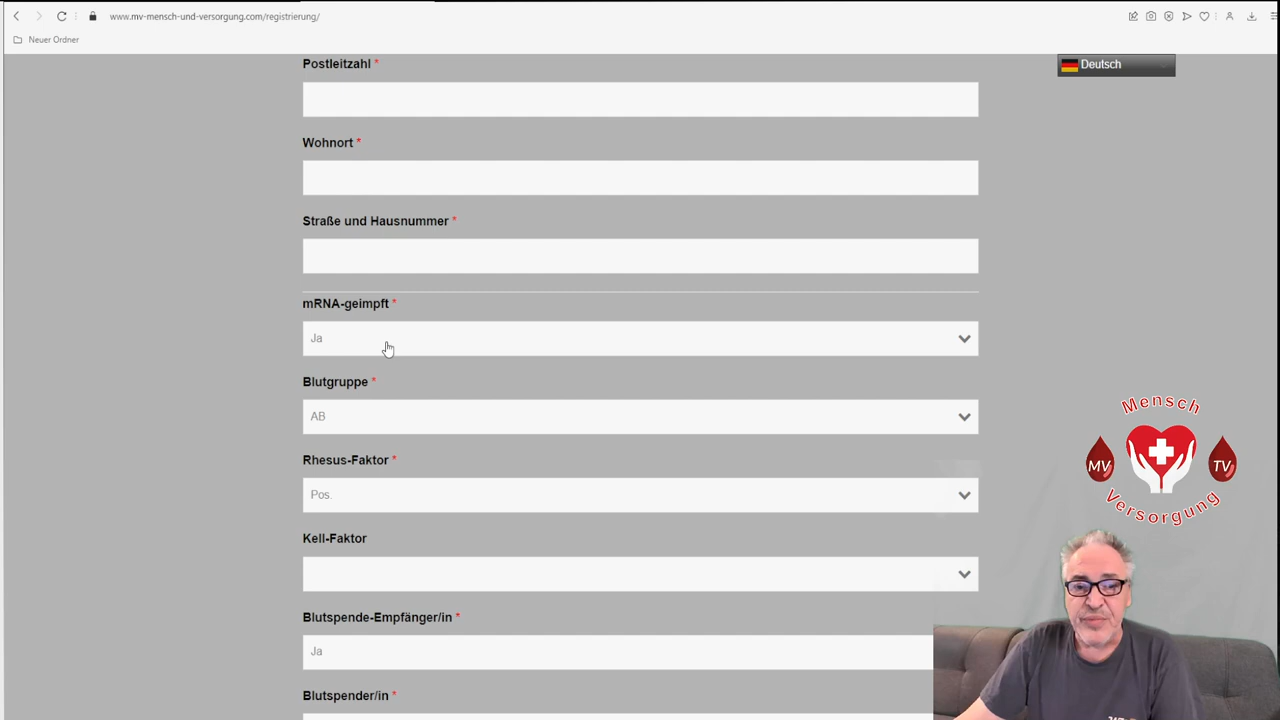 www.mv-mensch-und-versorgung.com/registrierung/
Neuer Ordner
Deutsch
Postleitzahl *
Wohnort *
Straße und Hausnummer *
mRNA-geimpft *
Ja
Blutgruppe *
AB
Rhesus-Faktor *
Pos.
Kell-Faktor
Blutspende-Empfänger/in *
Ja
Blutspender/in *
Mensch
MV
TV
Versorgung